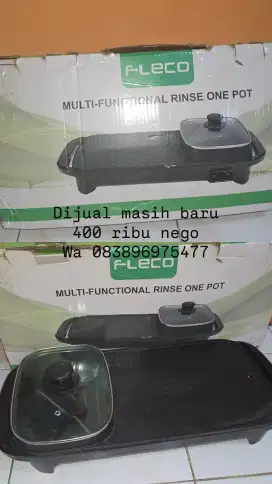 FLECO
MULTI-FUNCTIONAL RINSE ONE POT
Dijual masih baru
400 ribu nego
Wa 083896975477
FLECO
MULTI-FUNCTIONAL RINSE ONE POT